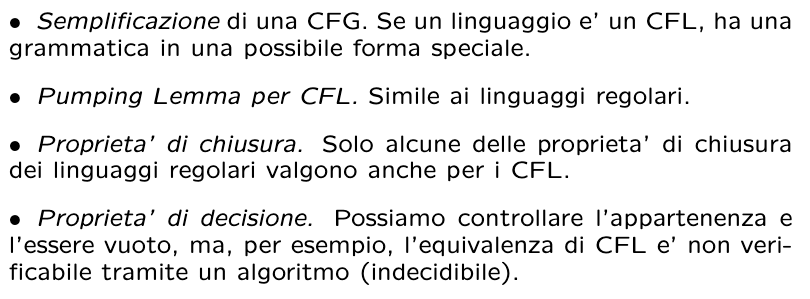 • Semplificazione di una CFG. Se un linguaggio e' un CFL, ha una
grammatica in una possibile forma speciale.
• Pumping Lemma per CFL. Simile ai linguaggi regolari.
• Proprieta' di chiusura. Solo alcune delle proprieta' di chiusura
dei linguaggi regolari valgono anche per i CFL.
• Proprieta' di decisione. Possiamo controllare l'appartenenza e
l'essere vuoto, ma, per esempio, l'equivalenza di CFL e' non veri-
ficabile tramite un algoritmo (indecidibile).